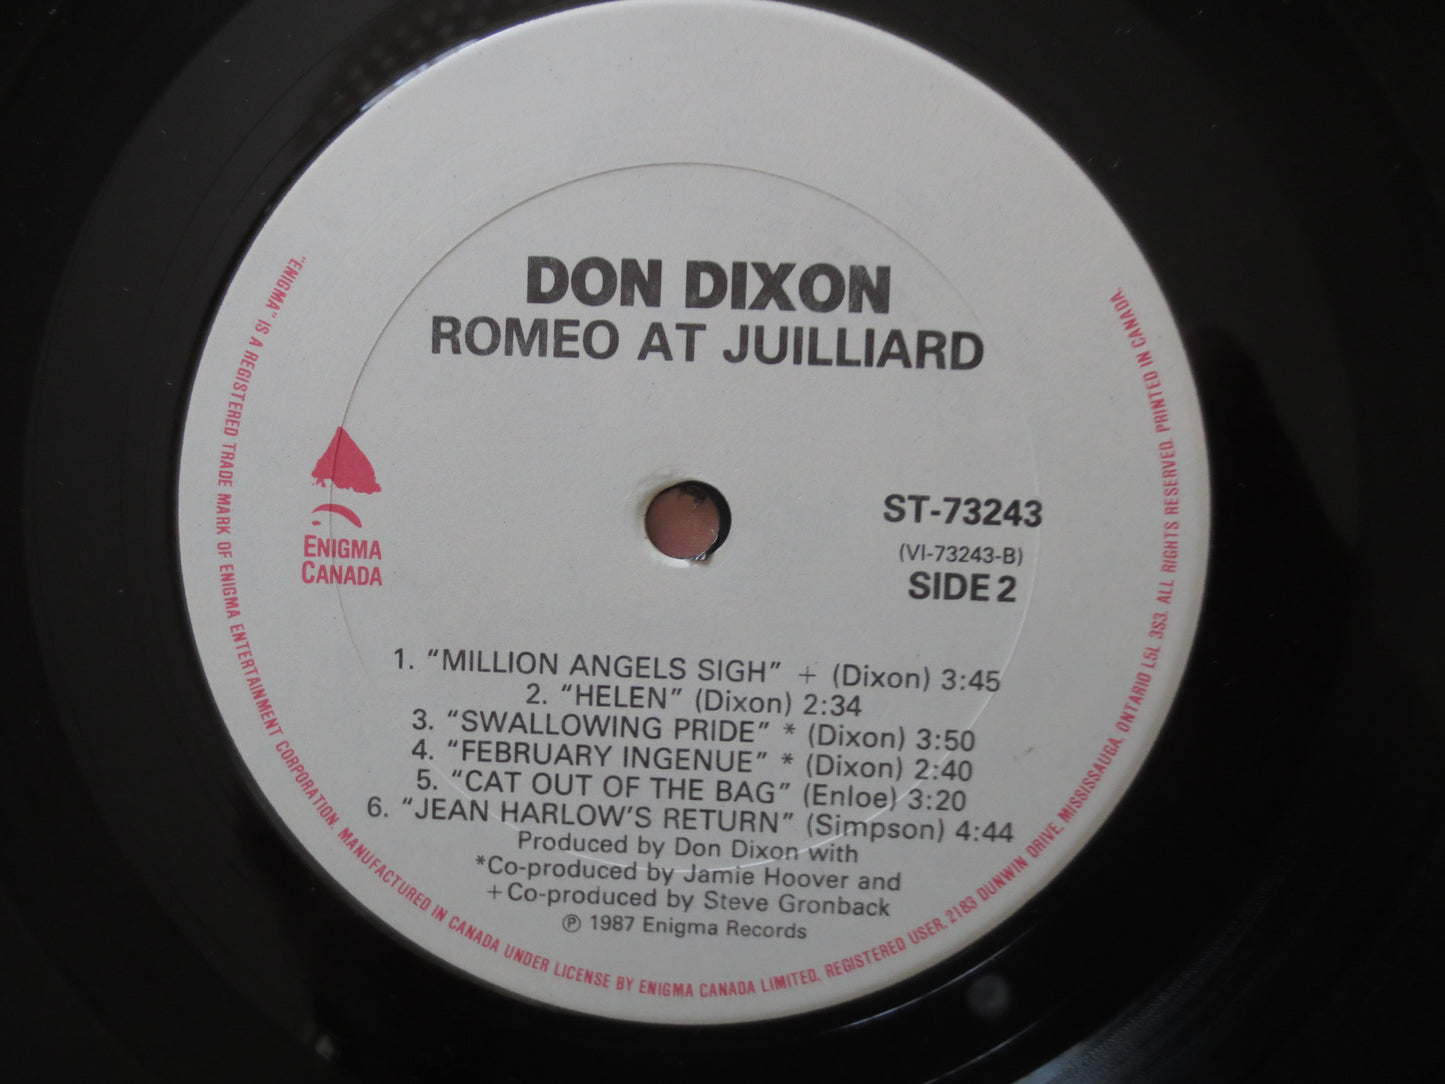 DON DIXON
ROMEO AT JUILLIARD
ENIGMA
CANADA
ST-73243
(VI-73243-B)
SIDE 2
1. "MILLION ANGELS SIGH" + (Dixon) 3:45
2. "HELEN" (Dixon) 2:34
3. "SWALLOWING PRIDE" * (Dixon) 3:50
4. "FEBRUARY INGENUE" * (Dixon) 2:40
5. "CAT OUT OF THE BAG" (Enloe) 3:20
6. "JEAN HARLOW'S RETURN" (Simpson) 4:44
Produced by Don Dixon with
*Co-produced by Jamie Hoover and
+Co-produced by Steve Gronback
℗ 1987 Enigma Records
"ENIGMA" IS A REGISTERED TRADE MARK OF ENIGMA ENTERTAINMENT CORPORATION. MANUFACTURED IN CANADA UNDER LICENSE BY ENIGMA CANADA LIMITED, REGISTERED USER, 2183 DUNWIN DRIVE, MISSISSAUGA, ONTARIO L5L 3S3. ALL RIGHTS RESERVED. PRINTED IN CANADA.